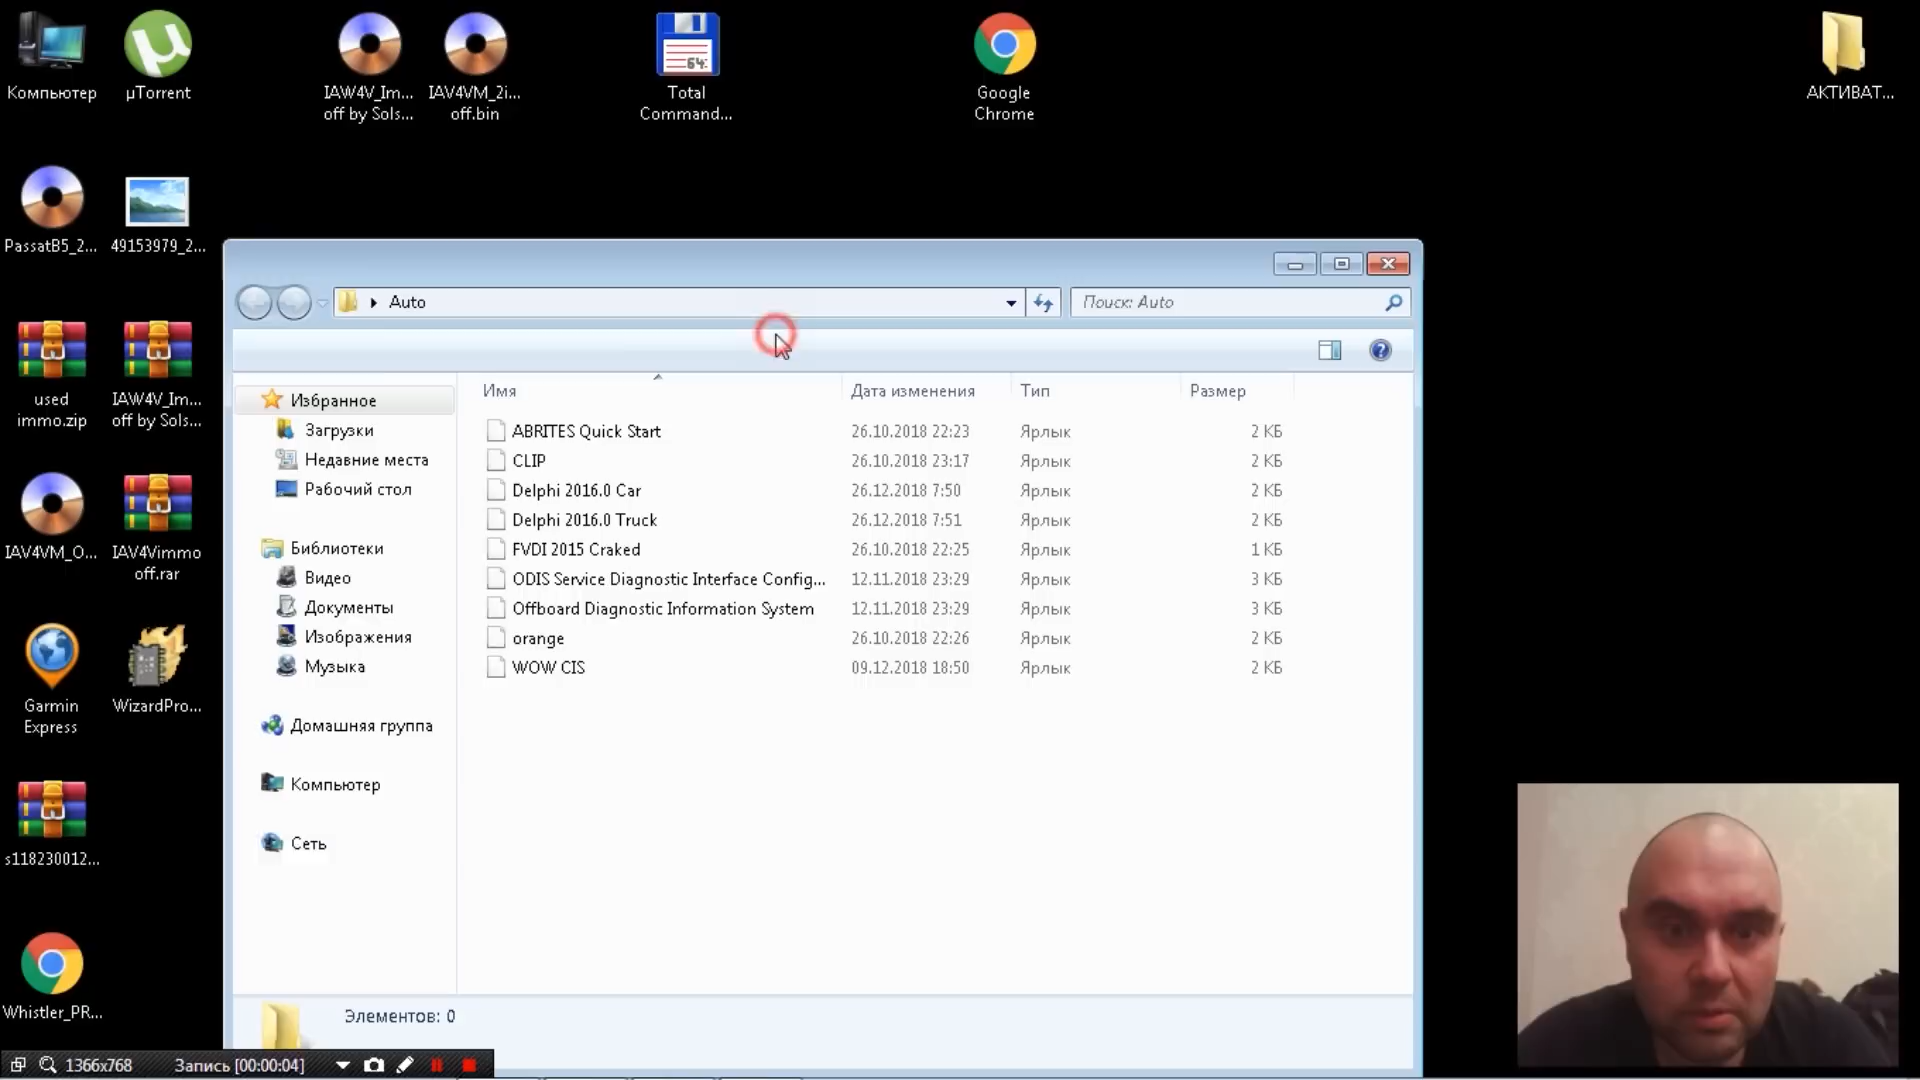 Компьютер
µTorrent
IAW4V_Im...
off by Sols...
IAV4VM_2i...
off.bin
64
Total
Command...
Google
Chrome
АКТИВАТ...
PassatB5_2...
49153979_2...
used
immo.zip
IAW4V_Im...
off by Sols...
IAV4VM_O...
IAV4Vimmo
off.rar
Garmin
Express
WizardPro...
s118230012...
Whistler_PR...
Auto
Поиск: Auto
Имя
Дата изменения
Тип
Размер
ABRITES Quick Start 26.10.2018 22:23 Ярлык 2 КБ
CLIP 26.10.2018 23:17 Ярлык 2 КБ
Delphi 2016.0 Car 26.12.2018 7:50 Ярлык 2 КБ
Delphi 2016.0 Truck 26.12.2018 7:51 Ярлык 2 КБ
FVDI 2015 Craked 26.10.2018 22:25 Ярлык 1 КБ
ODIS Service Diagnostic Interface Config... 12.11.2018 23:29 Ярлык 3 КБ
Offboard Diagnostic Information System 12.11.2018 23:29 Ярлык 3 КБ
orange 26.10.2018 22:26 Ярлык 2 КБ
WOW CIS 09.12.2018 18:50 Ярлык 2 КБ
Избранное
Загрузки
Недавние места
Рабочий стол
Библиотеки
Видео
Документы
Изображения
Музыка
Домашняя группа
Компьютер
Сеть
Элементов: 0
1366x768
Запись [00:00:04]